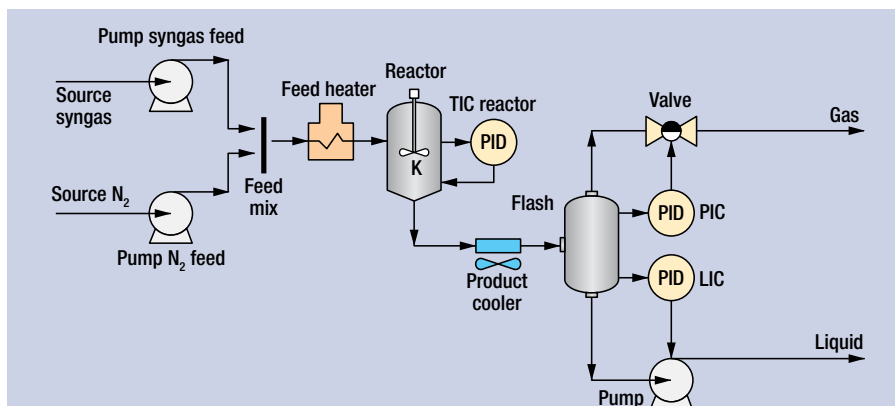 Pump syngas feed
Source
syngas
Source N₂
Pump N₂ feed
Feed
mix
Feed heater
Reactor
K
TIC reactor
PID
Product
cooler
Flash
Valve
Gas
PID
PIC
PID
LIC
Liquid
Pump